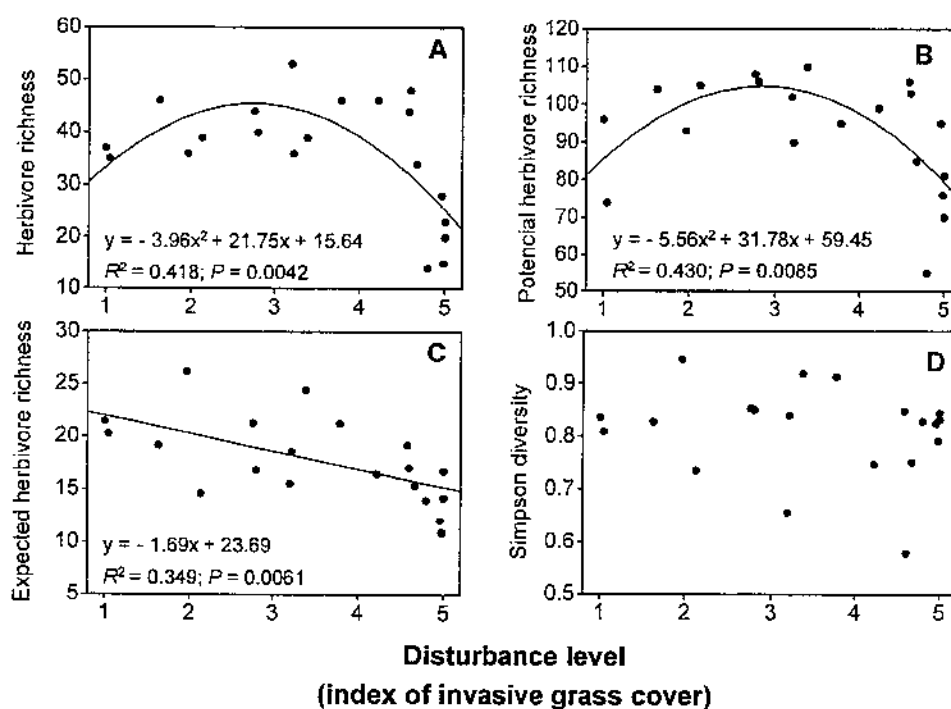 60
50
40
30
20
10
Herbivore richness
A
y = - 3.96x² + 21.75x + 15.64
R² = 0.418; P = 0.0042
1 2 3 4 5
120
110
100
90
80
70
60
50
Potencial herbivore richness
B
y = - 5.56x² + 31.78x + 59.45
R² = 0.430; P = 0.0085
1 2 3 4 5
30
25
20
15
10
5
Expected herbivore richness
C
y = - 1.69x + 23.69
R² = 0.349; P = 0.0061
1 2 3 4 5
1.0
0.9
0.8
0.7
0.6
0.5
Simpson diversity
D
1 2 3 4 5
Disturbance level
(index of invasive grass cover)